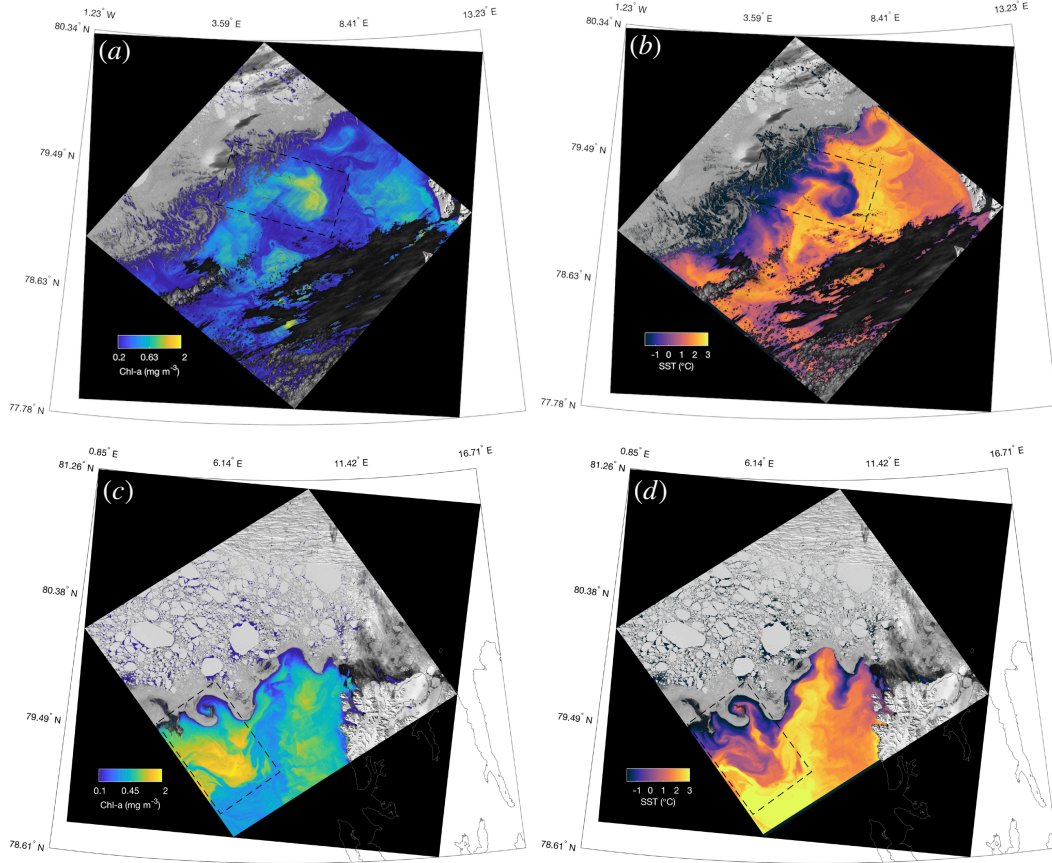 1.23° W 3.59° E 8.41° E 13.23° E
80.34° N
(a)
79.49° N
78.63° N
0.2 0.63 2
Chl-a (mg m-3)
77.78° N
1.23° W 3.59° E 8.41° E 13.23° E
80.34° N
(b)
79.49° N
78.63° N
-1 0 1 2 3
SST (°C)
77.78° N
0.85° E 6.14° E 11.42° E 16.71° E
81.26° N
(c)
80.38° N
79.49° N
0.1 0.45 2
Chl-a (mg m-3)
78.61° N
0.85° E 6.14° E 11.42° E 16.71° E
81.26° N
(d)
80.38° N
79.49° N
-1 0 1 2 3
SST (°C)
78.61° N